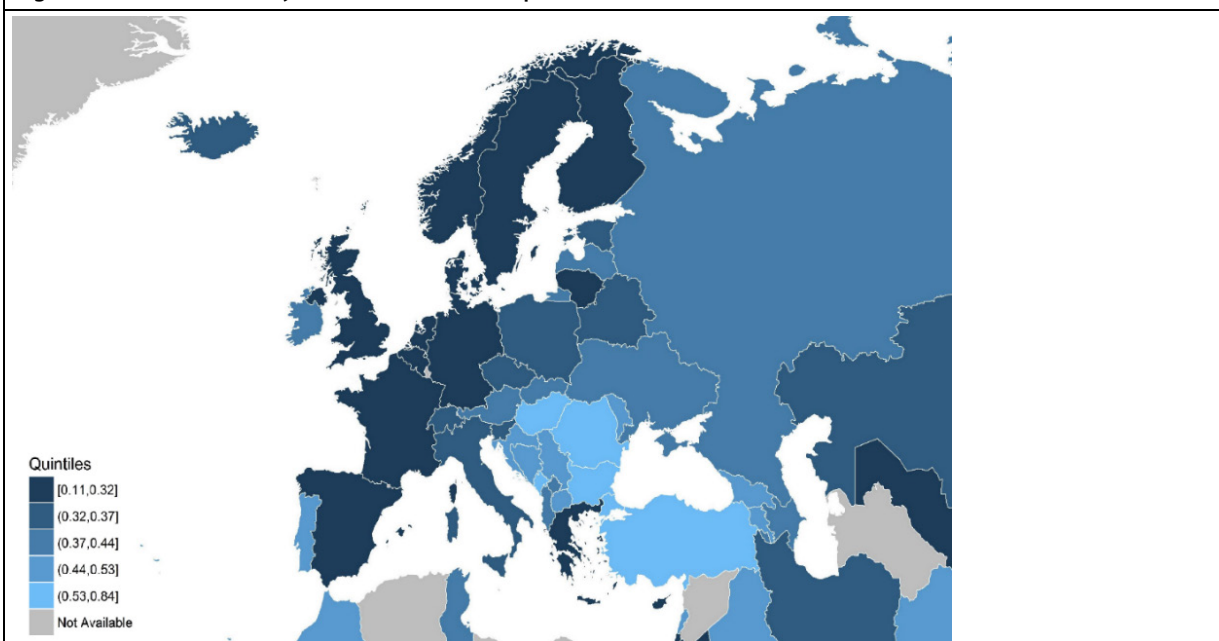 Quintiles
[0.11,0.32]
(0.32,0.37]
(0.37,0.44]
(0.44,0.53]
(0.53,0.84]
Not Available